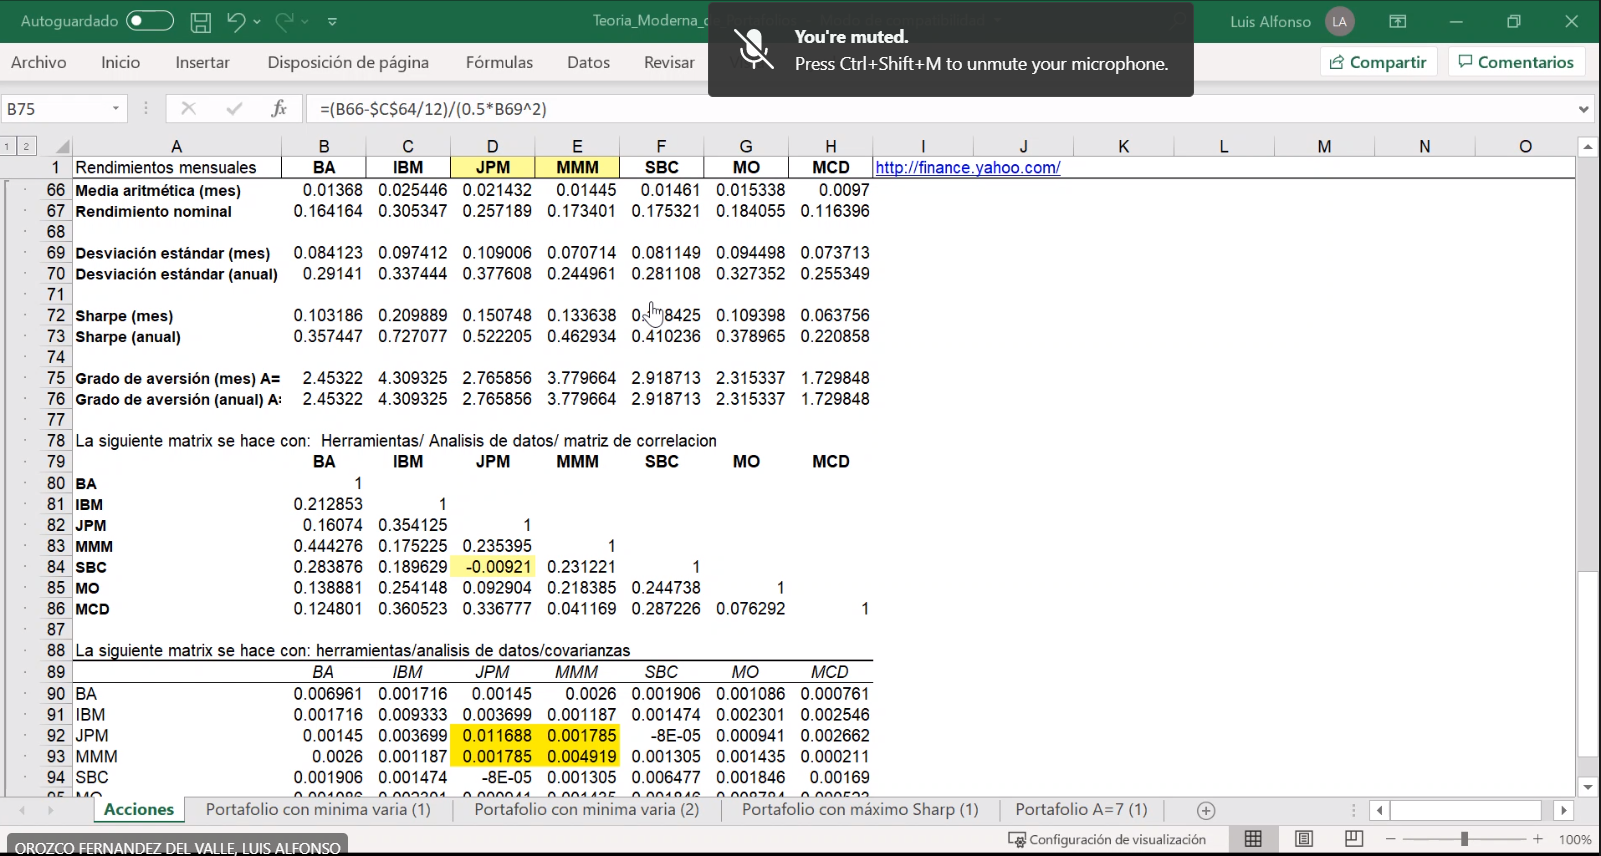 Autoguardado
Teoria_Moderna_d
Luis Alfonso LA
You're muted.
Press Ctrl+Shift+M to unmute your microphone.
Archivo Inicio Insertar Disposición de página Fórmulas Datos Revisar Compartir Comentarios
B75 fx =(B66-$C$64/12)/(0.5*B69^2)
1 2 A B C D E F G H I J K L M N O
1 Rendimientos mensuales BA IBM JPM MMM SBC MO MCD http://finance.yahoo.com/
66 Media aritmética (mes) 0.01368 0.025446 0.021432 0.01445 0.01461 0.015338 0.0097
67 Rendimiento nominal 0.164164 0.305347 0.257189 0.173401 0.175321 0.184055 0.116396
68
69 Desviación estándar (mes) 0.084123 0.097412 0.109006 0.070714 0.081149 0.094498 0.073713
70 Desviación estándar (anual) 0.29141 0.337444 0.377608 0.244961 0.281108 0.327352 0.255349
71
72 Sharpe (mes) 0.103186 0.209889 0.150748 0.133638 8425 0.109398 0.063756
73 Sharpe (anual) 0.357447 0.727077 0.522205 0.462934 0.410236 0.378965 0.220858
74
75 Grado de aversión (mes) A= 2.45322 4.309325 2.765856 3.779664 2.918713 2.315337 1.729848
76 Grado de aversión (anual) A: 2.45322 4.309325 2.765856 3.779664 2.918713 2.315337 1.729848
77
78 La siguiente matrix se hace con: Herramientas/ Analisis de datos/ matriz de correlacion
79 BA IBM JPM MMM SBC MO MCD
80 BA 1
81 IBM 0.212853 1
82 JPM 0.16074 0.354125 1
83 MMM 0.444276 0.175225 0.235395 1
84 SBC 0.283876 0.189629 -0.00921 0.231221 1
85 MO 0.138881 0.254148 0.092904 0.218385 0.244738 1
86 MCD 0.124801 0.360523 0.336777 0.041169 0.287226 0.076292 1
87
88 La siguiente matrix se hace con: herramientas/analisis de datos/covarianzas
89 BA IBM JPM MMM SBC MO MCD
90 BA 0.006961 0.001716 0.00145 0.0026 0.001906 0.001086 0.000761
91 IBM 0.001716 0.009333 0.003699 0.001187 0.001474 0.002301 0.002546
92 JPM 0.00145 0.003699 0.011688 0.001785 -8E-05 0.000941 0.002662
93 MMM 0.0026 0.001187 0.001785 0.004919 0.001305 0.001435 0.000211
94 SBC 0.001906 0.001474 -8E-05 0.001305 0.006477 0.001846 0.00169
Acciones Portafolio con minima varia (1) Portafolio con minima varia (2) Portafolio con máximo Sharp (1) Portafolio A=7 (1)
Configuración de visualización 100%
OROZCO FERNANDEZ DEL VALLE, LUIS ALFONSO